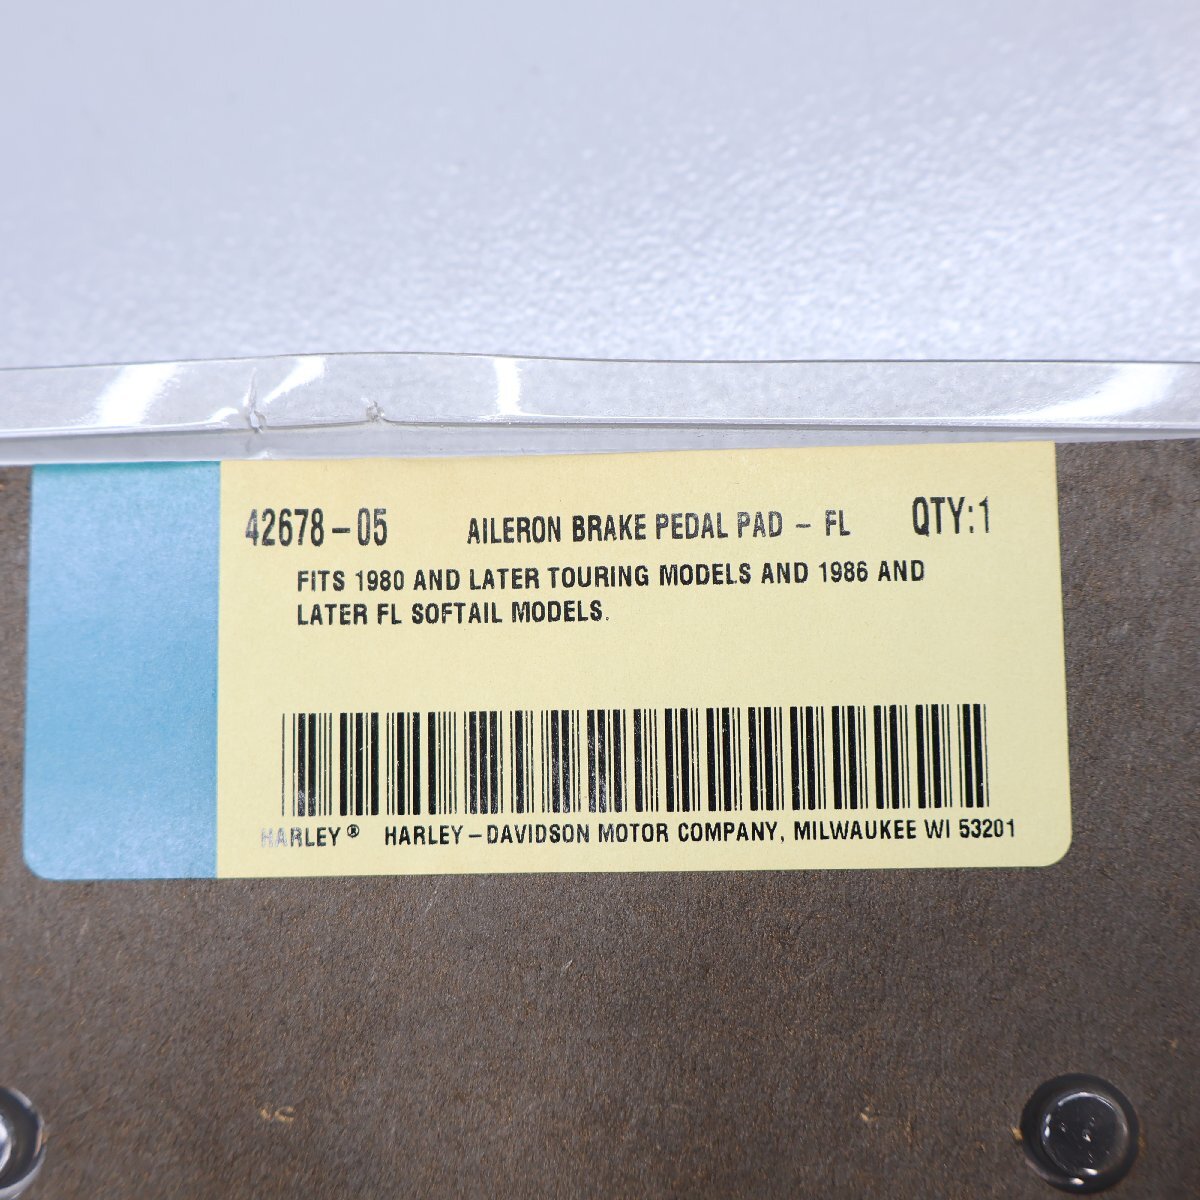 42678-05 AILERON BRAKE PEDAL PAD - FL QTY:1
FITS 1980 AND LATER TOURING MODELS AND 1986 AND
LATER FL SOFTAIL MODELS.
HARLEY® HARLEY-DAVIDSON MOTOR COMPANY, MILWAUKEE WI 53201